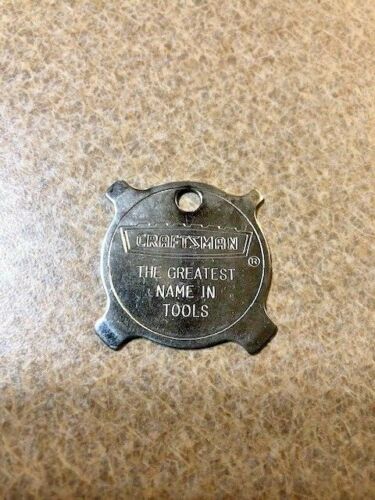 CRAFTSMAN
®
THE GREATEST
NAME IN
TOOLS